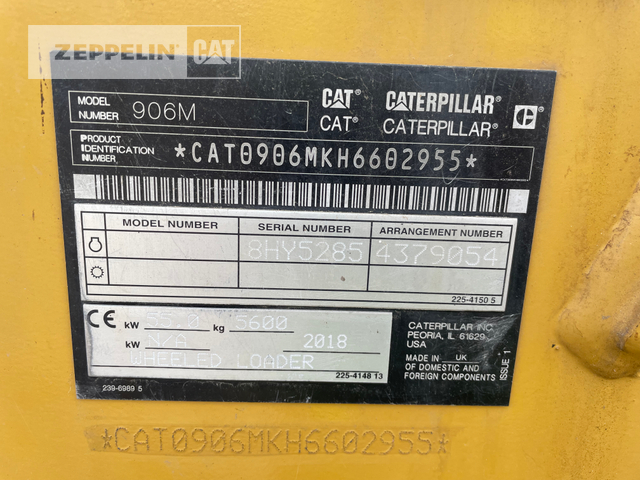 ZEPPELIN CAT
MODEL NUMBER 906M
CAT CATERPILLAR C
CAT® CATERPILLAR®
PRODUCT IDENTIFICATION NUMBER *CAT0906MKH6602955*
MODEL NUMBER SERIAL NUMBER ARRANGEMENT NUMBER
8HY5285 4379054
225-4150 5
CE kW kg 5600
kW N/A 2018
WHEELED LOADER
225-4148 13
239-6989 5
CATERPILLAR INC.
PEORIA, IL 61629
USA
MADE IN UK
OF DOMESTIC AND
FOREIGN COMPONENTS
ISSUE 1
*CAT0906MKH6602955*